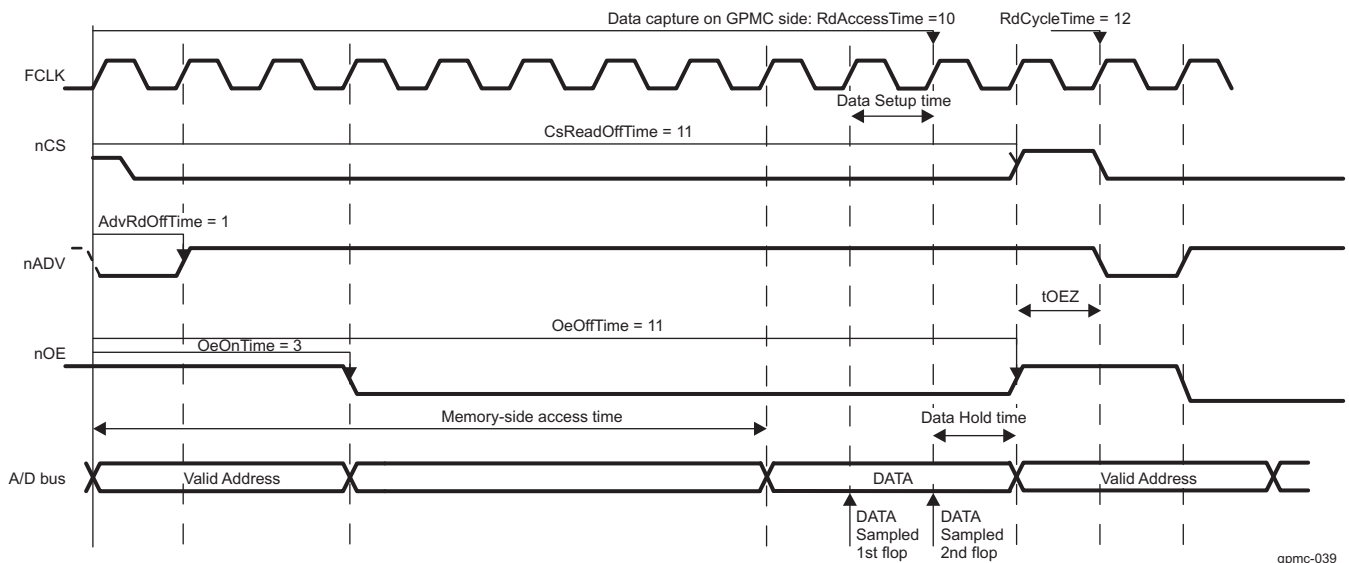 Data capture on GPMC side: RdAccessTime =10
RdCycleTime = 12
FCLK
Data Setup time
CsReadOffTime = 11
nCS
AdvRdOffTime = 1
nADV
tOEZ
OeOffTime = 11
OeOnTime = 3
nOE
Memory-side access time
Data Hold time
A/D bus
Valid Address
DATA
Valid Address
DATA
Sampled
1st flop
DATA
Sampled
2nd flop
gpmc-039